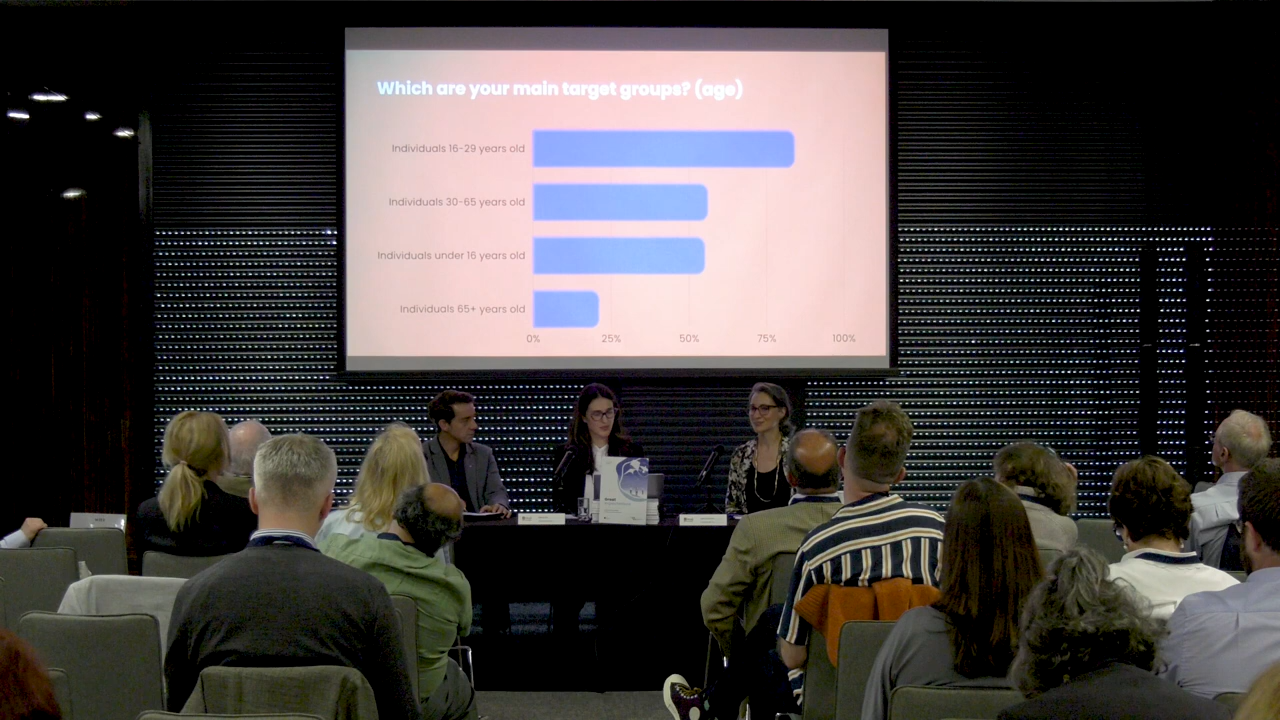 Which are your main target groups? (age)
Individuals 16-29 years old
Individuals 30-65 years old
Individuals under 16 years old
Individuals 65+ years old
0% 25% 50% 75% 100%